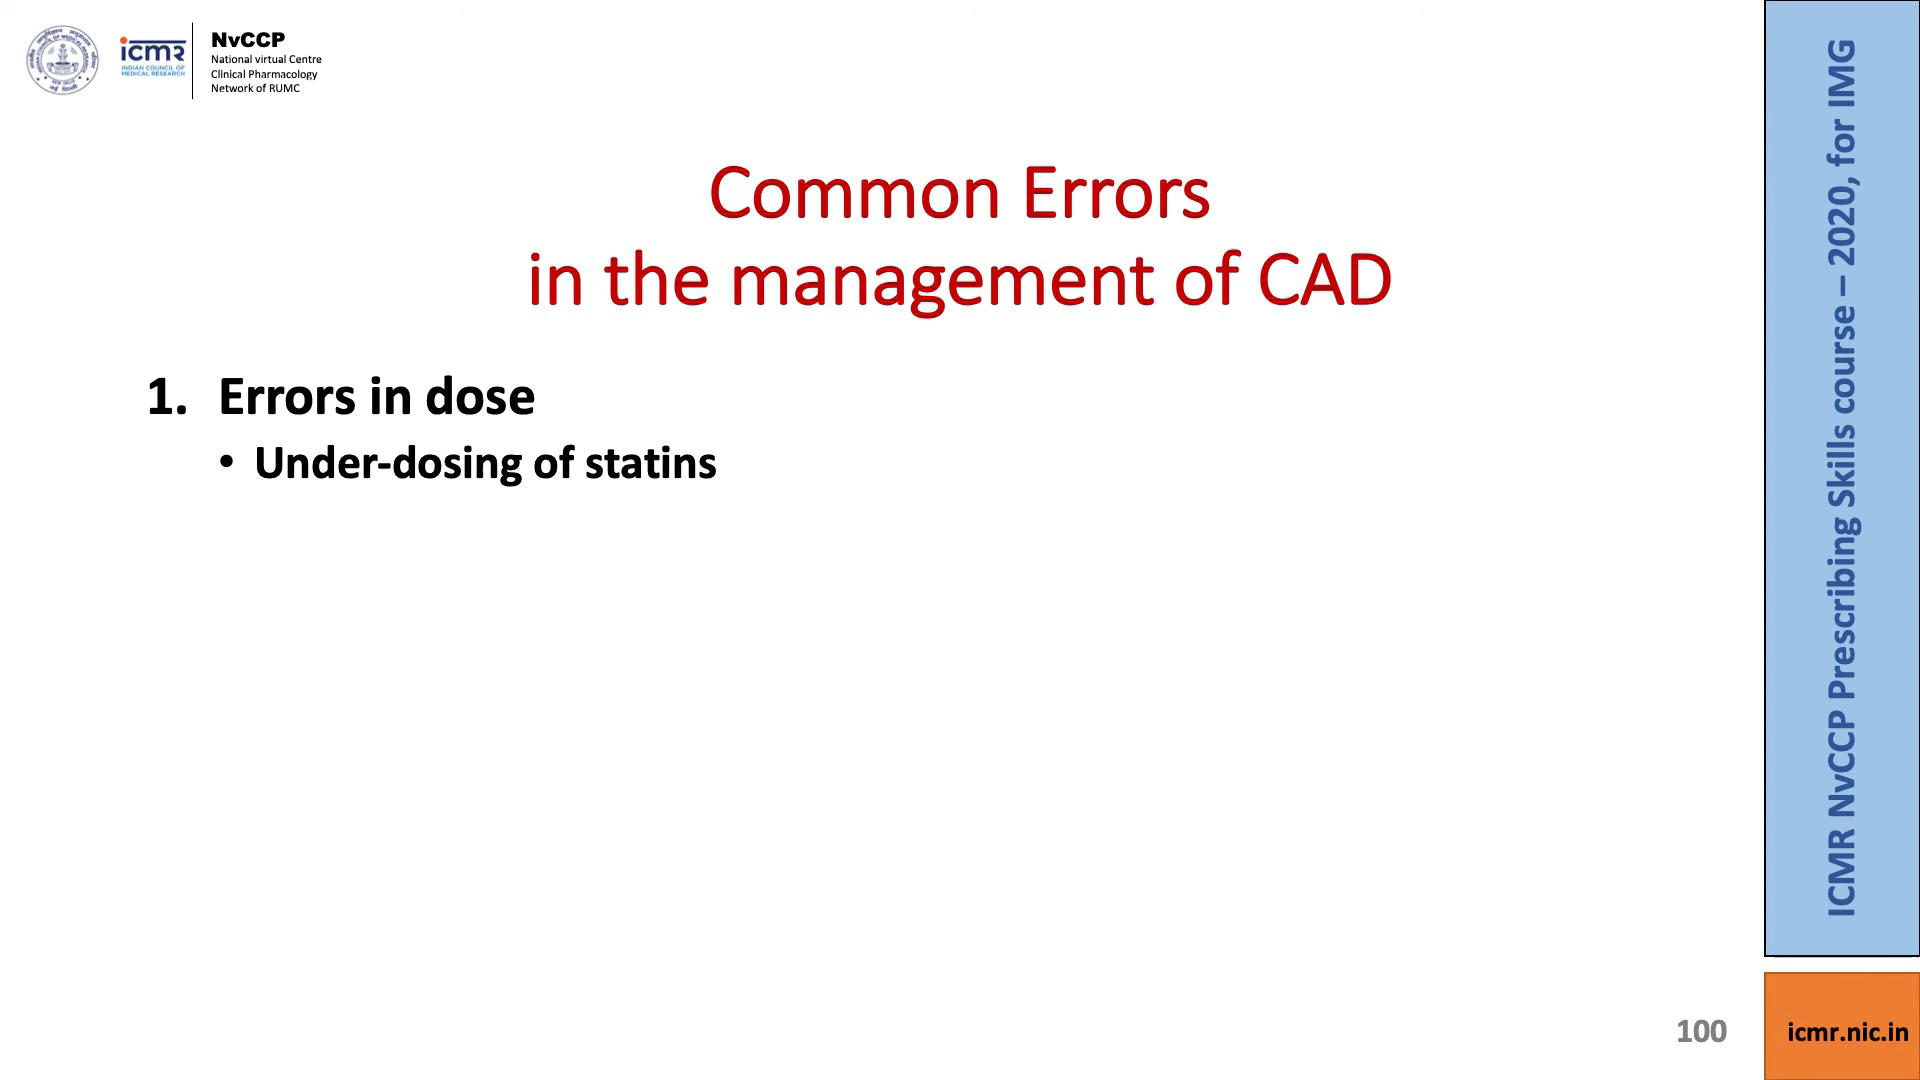 icmr
INDIAN COUNCIL OF
MEDICAL RESEARCH
NvCCP
National virtual Centre
Clinical Pharmacology
Network of RUMC
Common Errors
in the management of CAD
1. Errors in dose
• Under-dosing of statins
ICMR NvCCP Prescribing Skills course – 2020, for IMG
100
icmr.nic.in